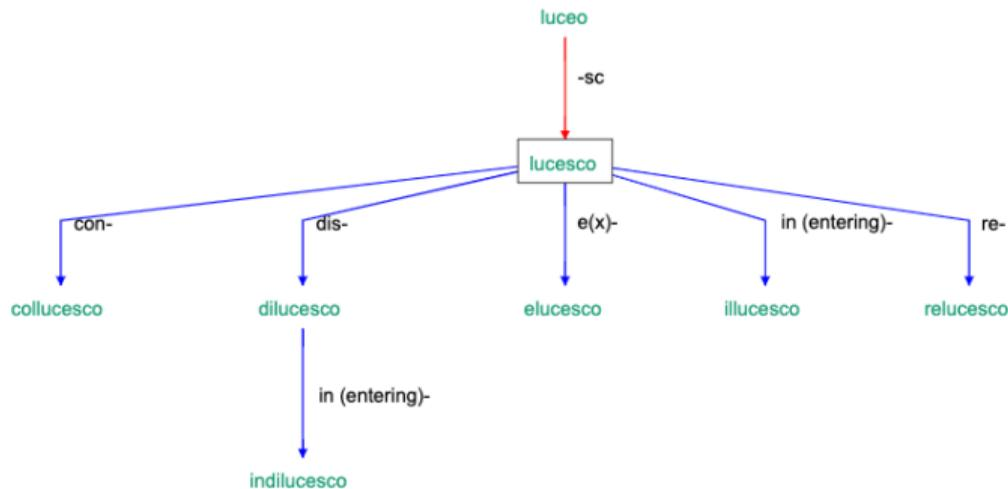 luceo
-sc
lucesco
con-
dis-
e(x)-
in (entering)-
re-
collucesco
dilucesco
elucesco
illucesco
relucesco
in (entering)-
indilucesco